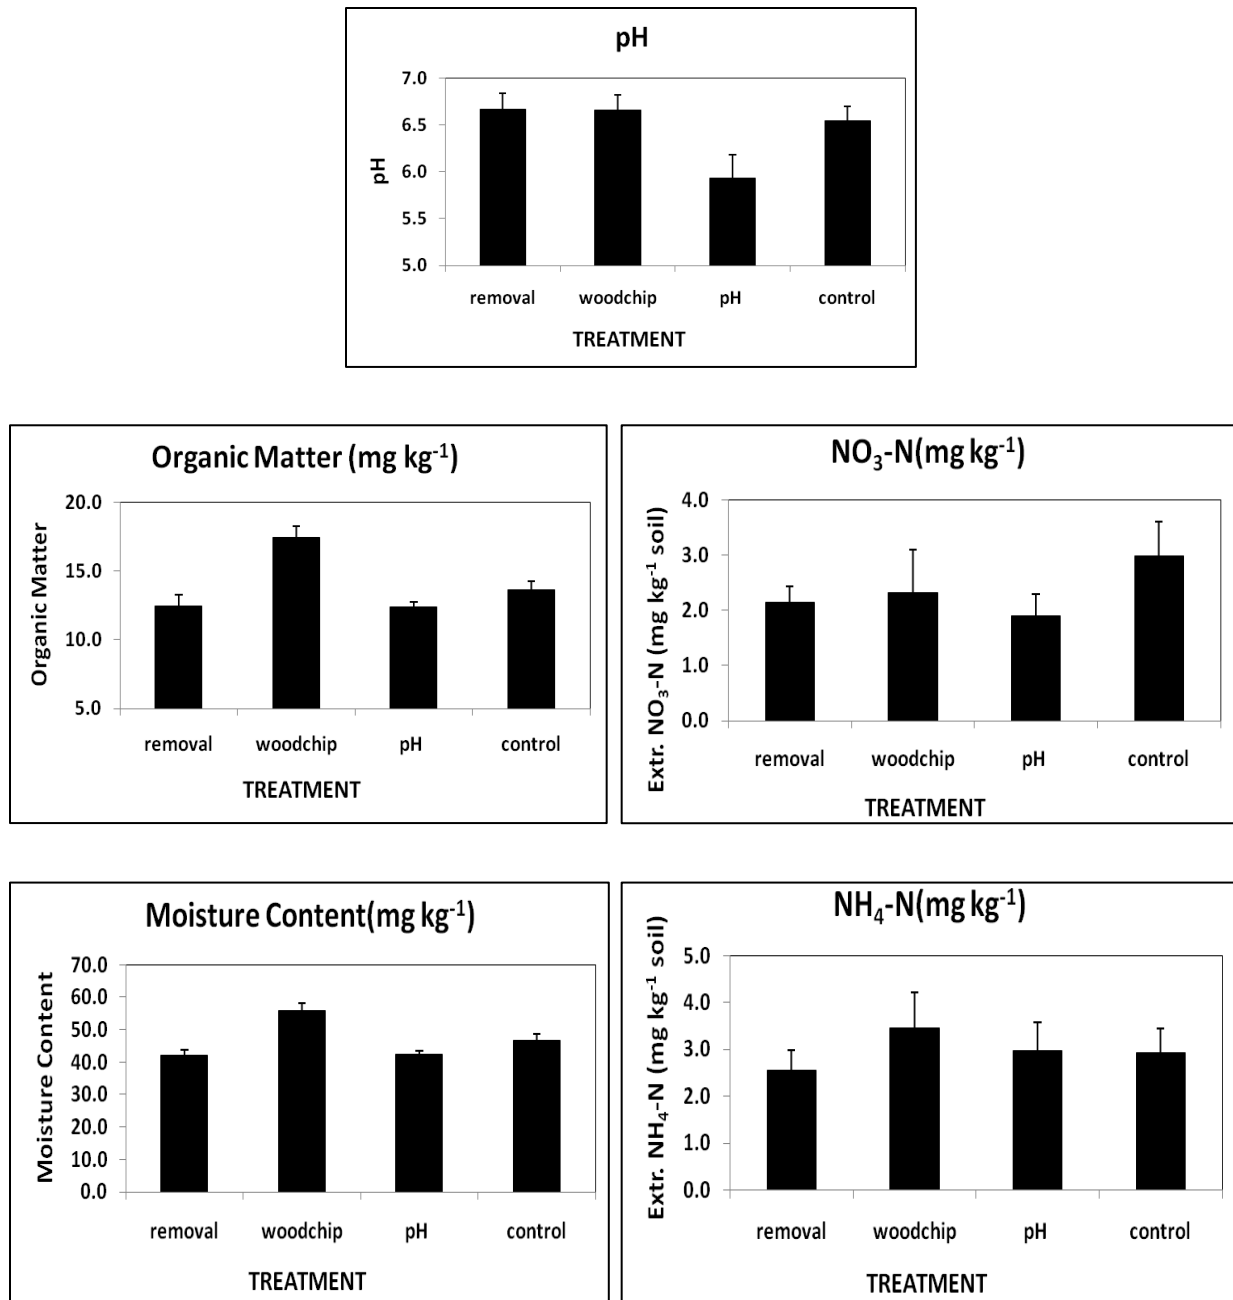 pH
7.0
6.5
6.0
5.5
5.0
pH
removal woodchip pH control
TREATMENT
Organic Matter (mg kg⁻¹)
20.0
15.0
10.0
5.0
Organic Matter
removal woodchip pH control
TREATMENT
NO₃-N(mg kg⁻¹)
4.0
3.0
2.0
1.0
0.0
Extr. NO₃-N (mg kg⁻¹ soil)
removal woodchip pH control
TREATMENT
Moisture Content(mg kg⁻¹)
70.0
60.0
50.0
40.0
30.0
20.0
10.0
0.0
Moisture Content
removal woodchip pH control
TREATMENT
NH₄-N(mg kg⁻¹)
5.0
4.0
3.0
2.0
1.0
0.0
Extr. NH₄-N (mg kg⁻¹ soil)
removal woodchip pH control
TREATMENT